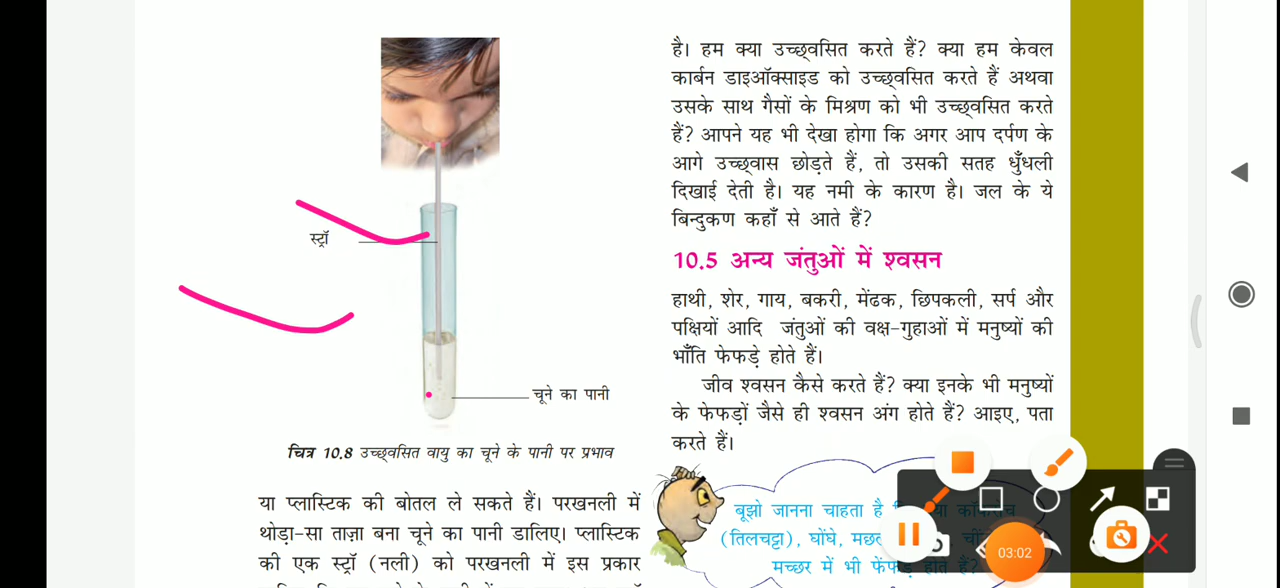 स्ट्रॉ
चूने का पानी
चित्र 10.8 उच्छ्वसित वायु का चूने के पानी पर प्रभाव
या प्लास्टिक की बोतल ले सकते हैं। परखनली में
थोड़ा-सा ताज़ा बना चूने का पानी डालिए। प्लास्टिक
की एक स्ट्रॉ (नली) को परखनली में इस प्रकार
है। हम क्या उच्छ्वसित करते हैं? क्या हम केवल
कार्बन डाइऑक्साइड को उच्छ्वसित करते हैं अथवा
उसके साथ गैसों के मिश्रण को भी उच्छ्वसित करते
हैं? आपने यह भी देखा होगा कि अगर आप दर्पण के
आगे उच्छ्वास छोड़ते हैं, तो उसकी सतह धुँधली
दिखाई देती है। यह नमी के कारण है। जल के ये
बिन्दुकण कहाँ से आते हैं?
10.5 अन्य जंतुओं में श्वसन
हाथी, शेर, गाय, बकरी, मेंढक, छिपकली, सर्प और
पक्षियों आदि जंतुओं की वक्ष-गुहाओं में मनुष्यों की
भाँति फेफड़े होते हैं।
जीव श्वसन कैसे करते हैं? क्या इनके भी मनुष्यों
के फेफड़ों जैसे ही श्वसन अंग होते हैं? आइए, पता
करते हैं।
बूझो जानना चाहता है
(तिलचट्टा), घोंघे,
मच्छर में भी फेंफड़े होते हैं?
03:02